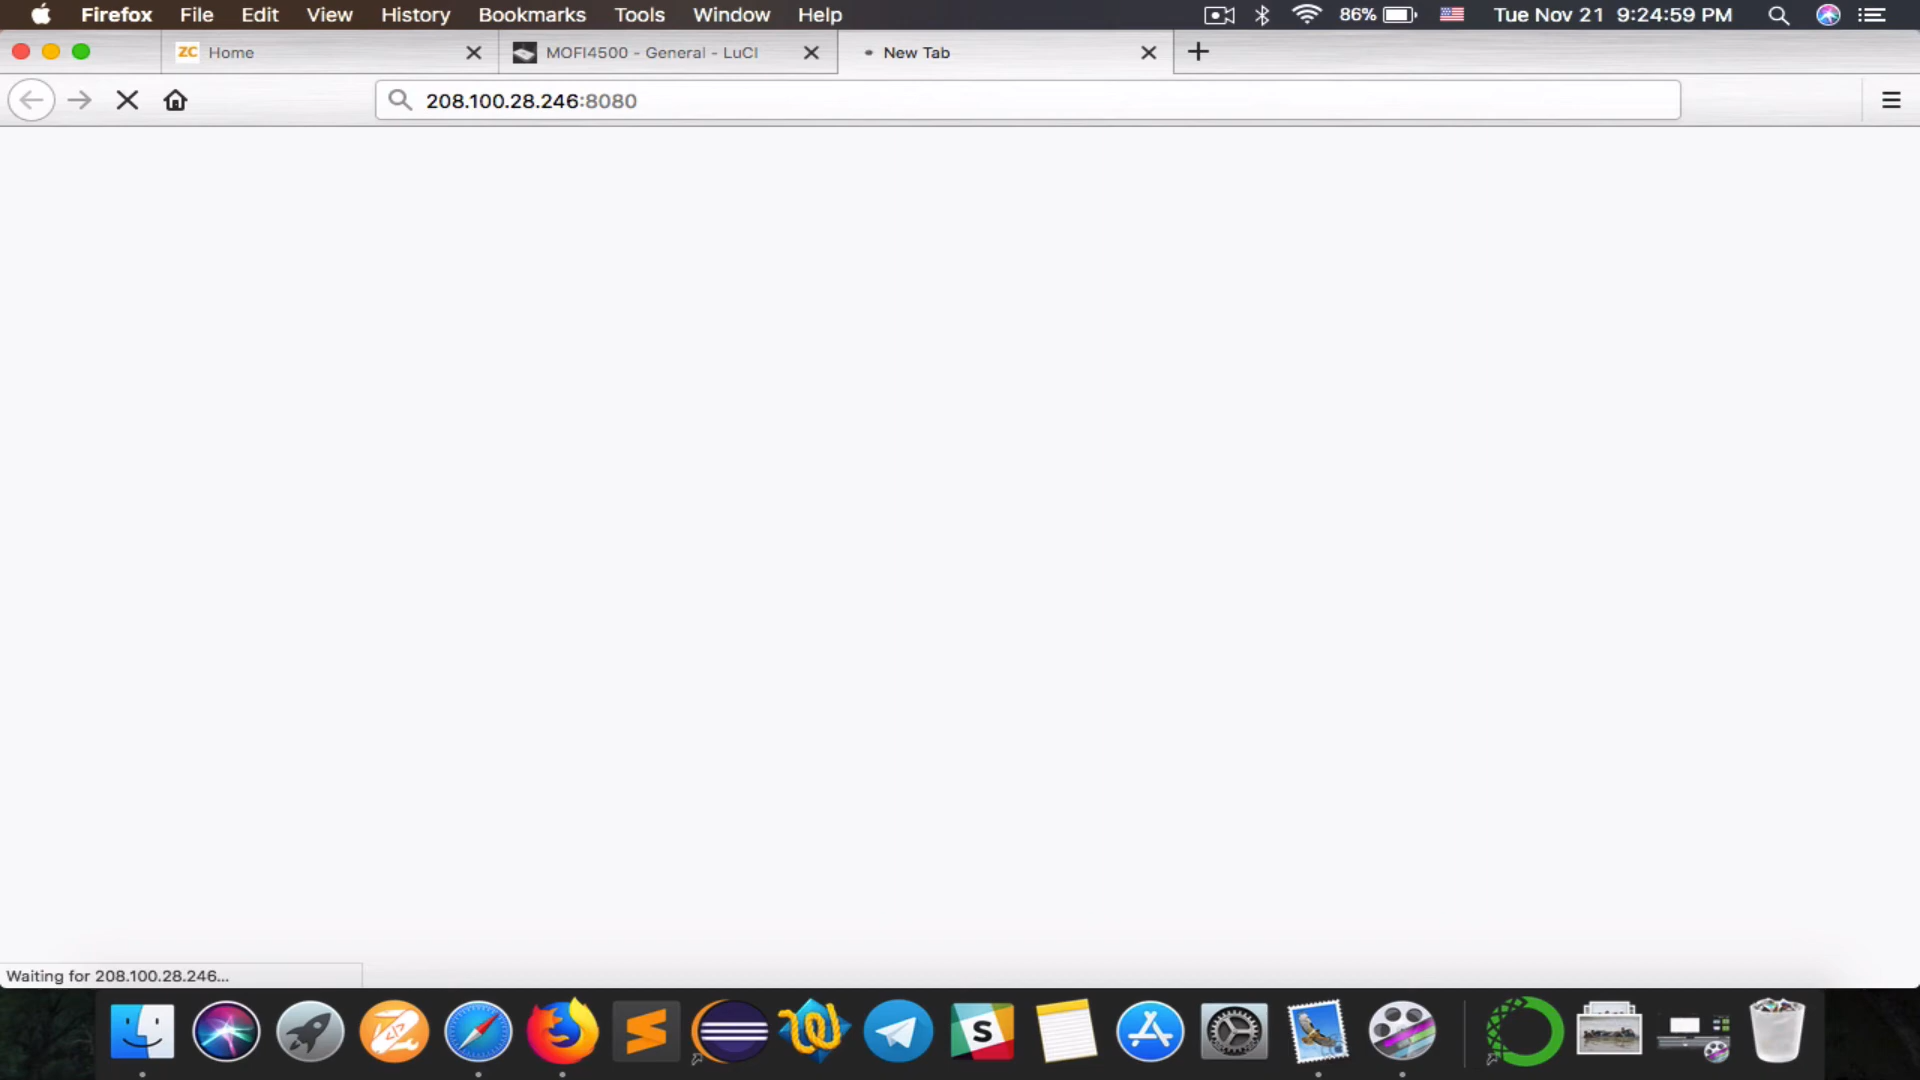 Firefox File Edit View History Bookmarks Tools Window Help 86% Tue Nov 21 9:24:59 PM
ZC Home MOFI4500 - General - LuCI New Tab
208.100.28.246:8080
Waiting for 208.100.28.246...
S